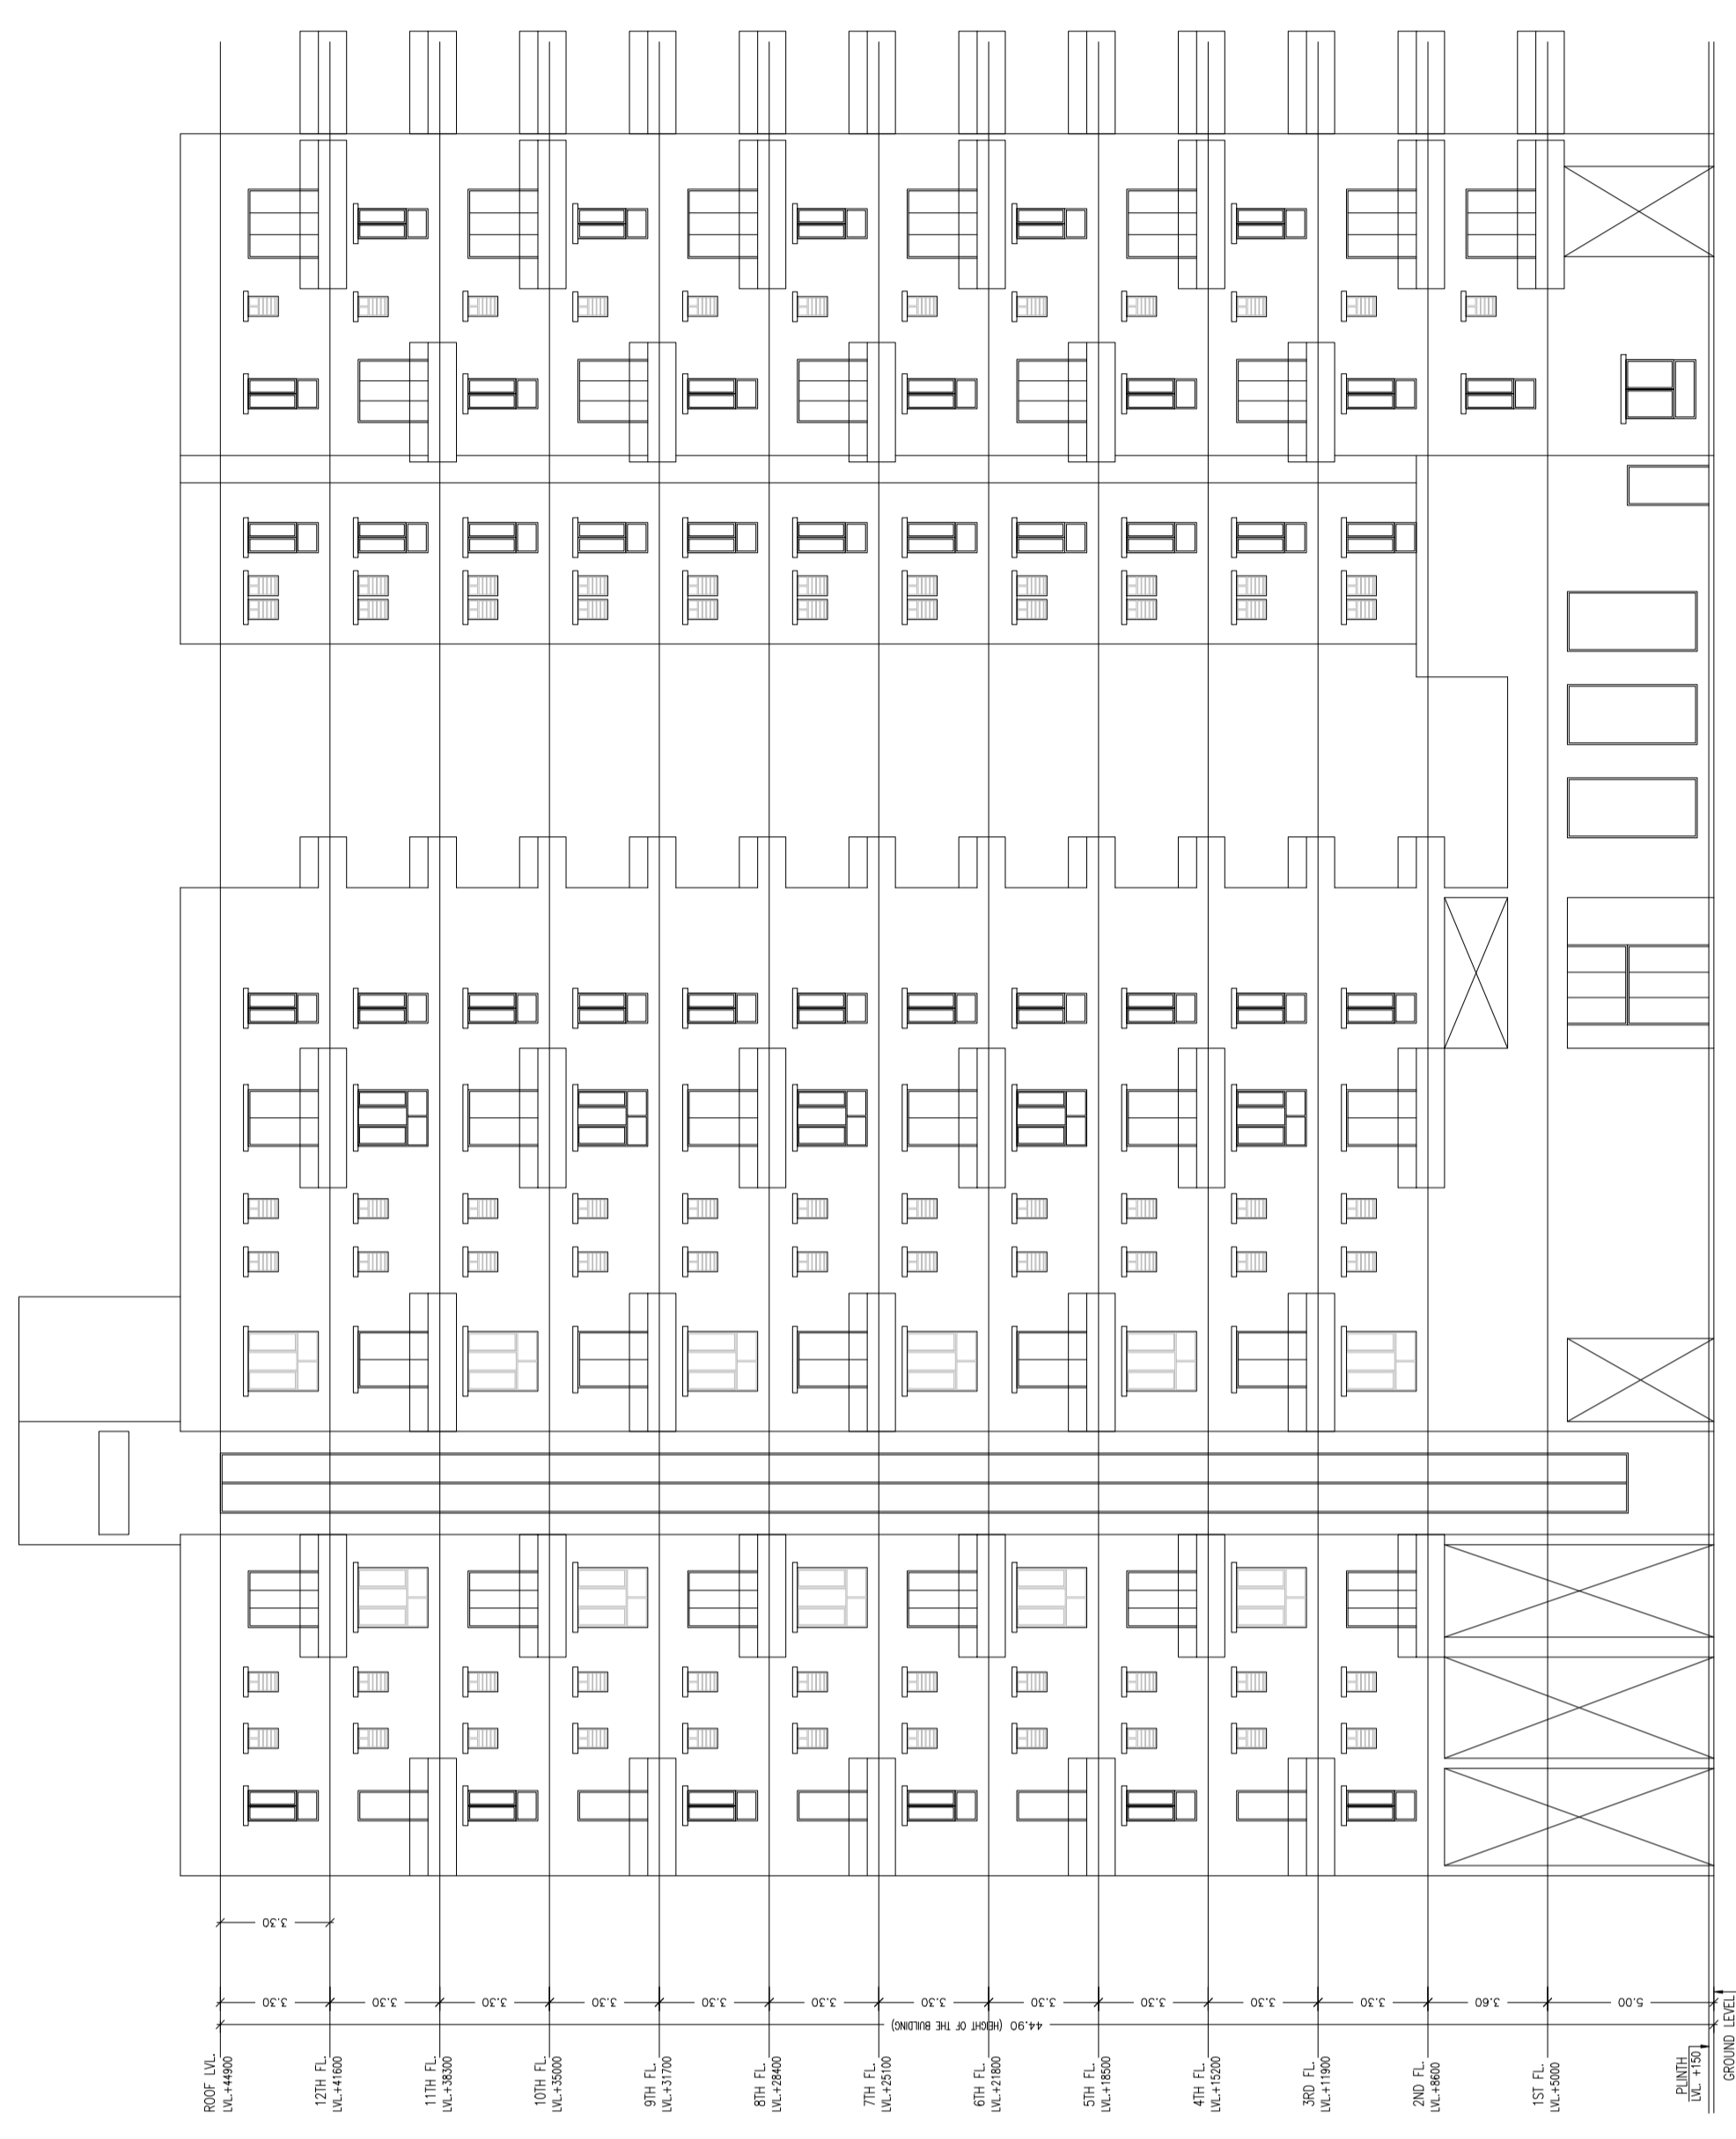 ROOF LVL.
LVL.+44900
12TH FL.
LVL.+41600
11TH FL.
LVL.+38300
10TH FL.
LVL.+35000
9TH FL.
LVL.+31700
8TH FL.
LVL.+28400
7TH FL.
LVL.+25100
6TH FL.
LVL.+21800
5TH FL.
LVL.+18500
4TH FL.
LVL.+15200
3RD FL.
LVL.+11900
2ND FL.
LVL.+8600
1ST FL.
LVL.+5000
PLINTH
LVL. +150
GROUND LEVEL
44.90 (HEIGHT OF THE BUILDING)
3.30
3.30
3.30
3.30
3.30
3.30
3.30
3.30
3.30
3.30
3.30
3.60
5.00
3.30